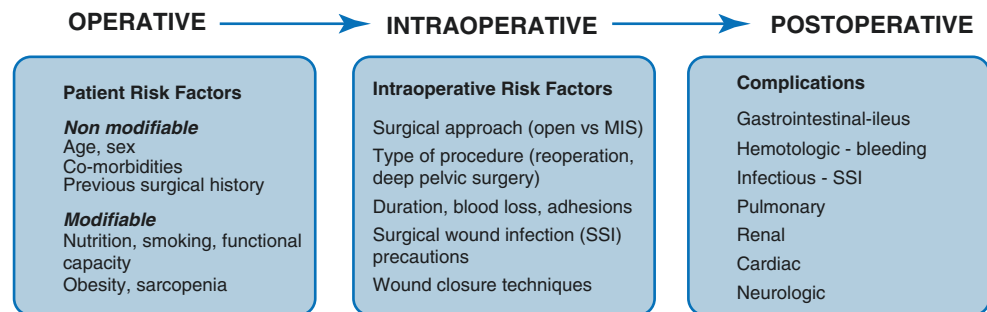 OPERATIVE
INTRAOPERATIVE
POSTOPERATIVE
Patient Risk Factors
Non modifiable
Age, sex
Co-morbidities
Previous surgical history
Modifiable
Nutrition, smoking, functional
capacity
Obesity, sarcopenia
Intraoperative Risk Factors
Surgical approach (open vs MIS)
Type of procedure (reoperation,
deep pelvic surgery)
Duration, blood loss, adhesions
Surgical wound infection (SSI)
precautions
Wound closure techniques
Complications
Gastrointestinal-ileus
Hemotologic - bleeding
Infectious - SSI
Pulmonary
Renal
Cardiac
Neurologic